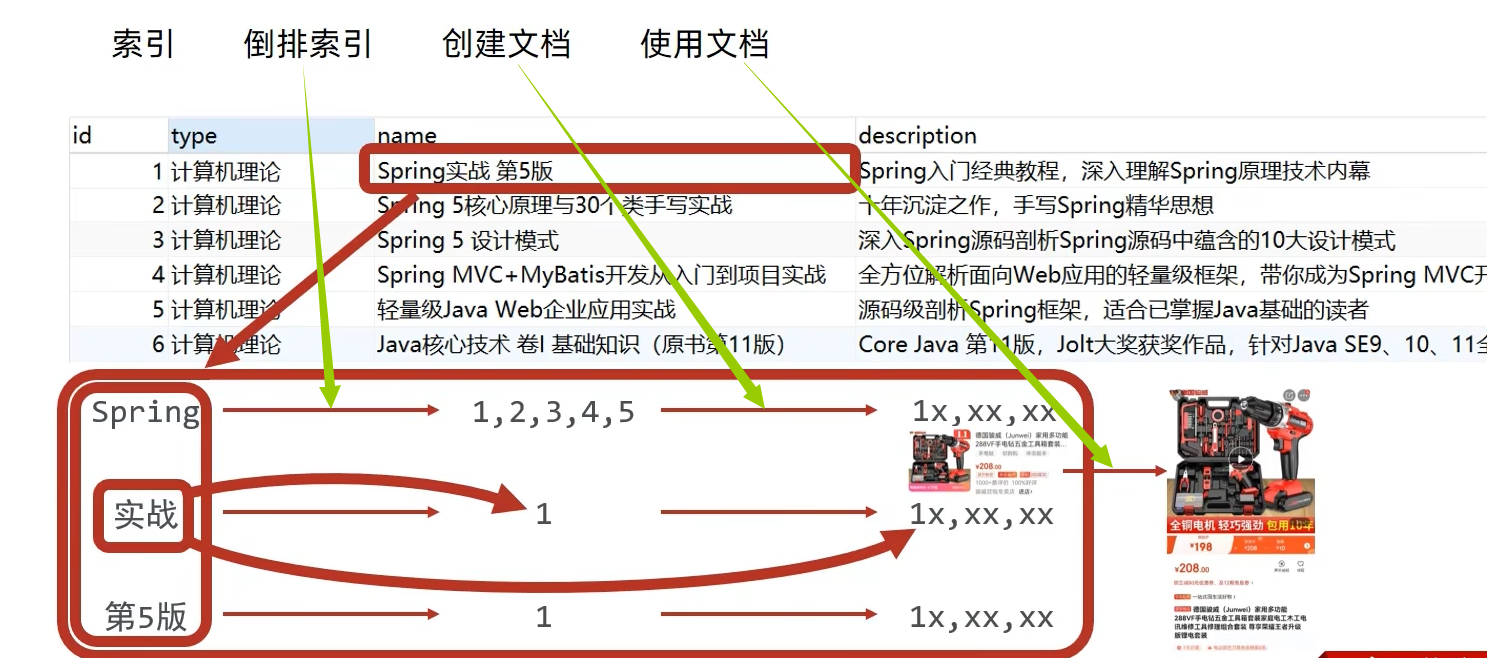 索引 倒排索引 创建文档 使用文档
id type name description
1 计算机理论 Spring实战 第5版 Spring入门经典教程，深入理解Spring原理技术内幕
2 计算机理论 Spring 5核心原理与30个类手写实战 十年沉淀之作，手写Spring精华思想
3 计算机理论 Spring 5 设计模式 深入Spring源码剖析Spring源码中蕴含的10大设计模式
4 计算机理论 Spring MVC+MyBatis开发从入门到项目实战 全方位解析面向Web应用的轻量级框架，带你成为Spring MVC开
5 计算机理论 轻量级Java Web企业应用实战 源码级剖析Spring框架，适合已掌握Java基础的读者
6 计算机理论 Java核心技术 卷I 基础知识（原书第11版） Core Java 第11版，Jolt大奖获奖作品，针对Java SE9、10、11全
Spring 1,2,3,4,5 1x,xx,xx
德国骏威（Junwei）家用多功能
288VF手电钻五金工具箱套装...
¥208.00
进店›
实战 1 1x,xx,xx
第5版 1 1x,xx,xx
全铜电机 轻巧强劲 包用10年
¥198
¥208.00
德国骏威（Junwei）家用多功能
288VF手电钻五金工具箱套装家庭电工木工电
讯维修工具修理组合套装 尊享荣耀王者升级
版锂电套装